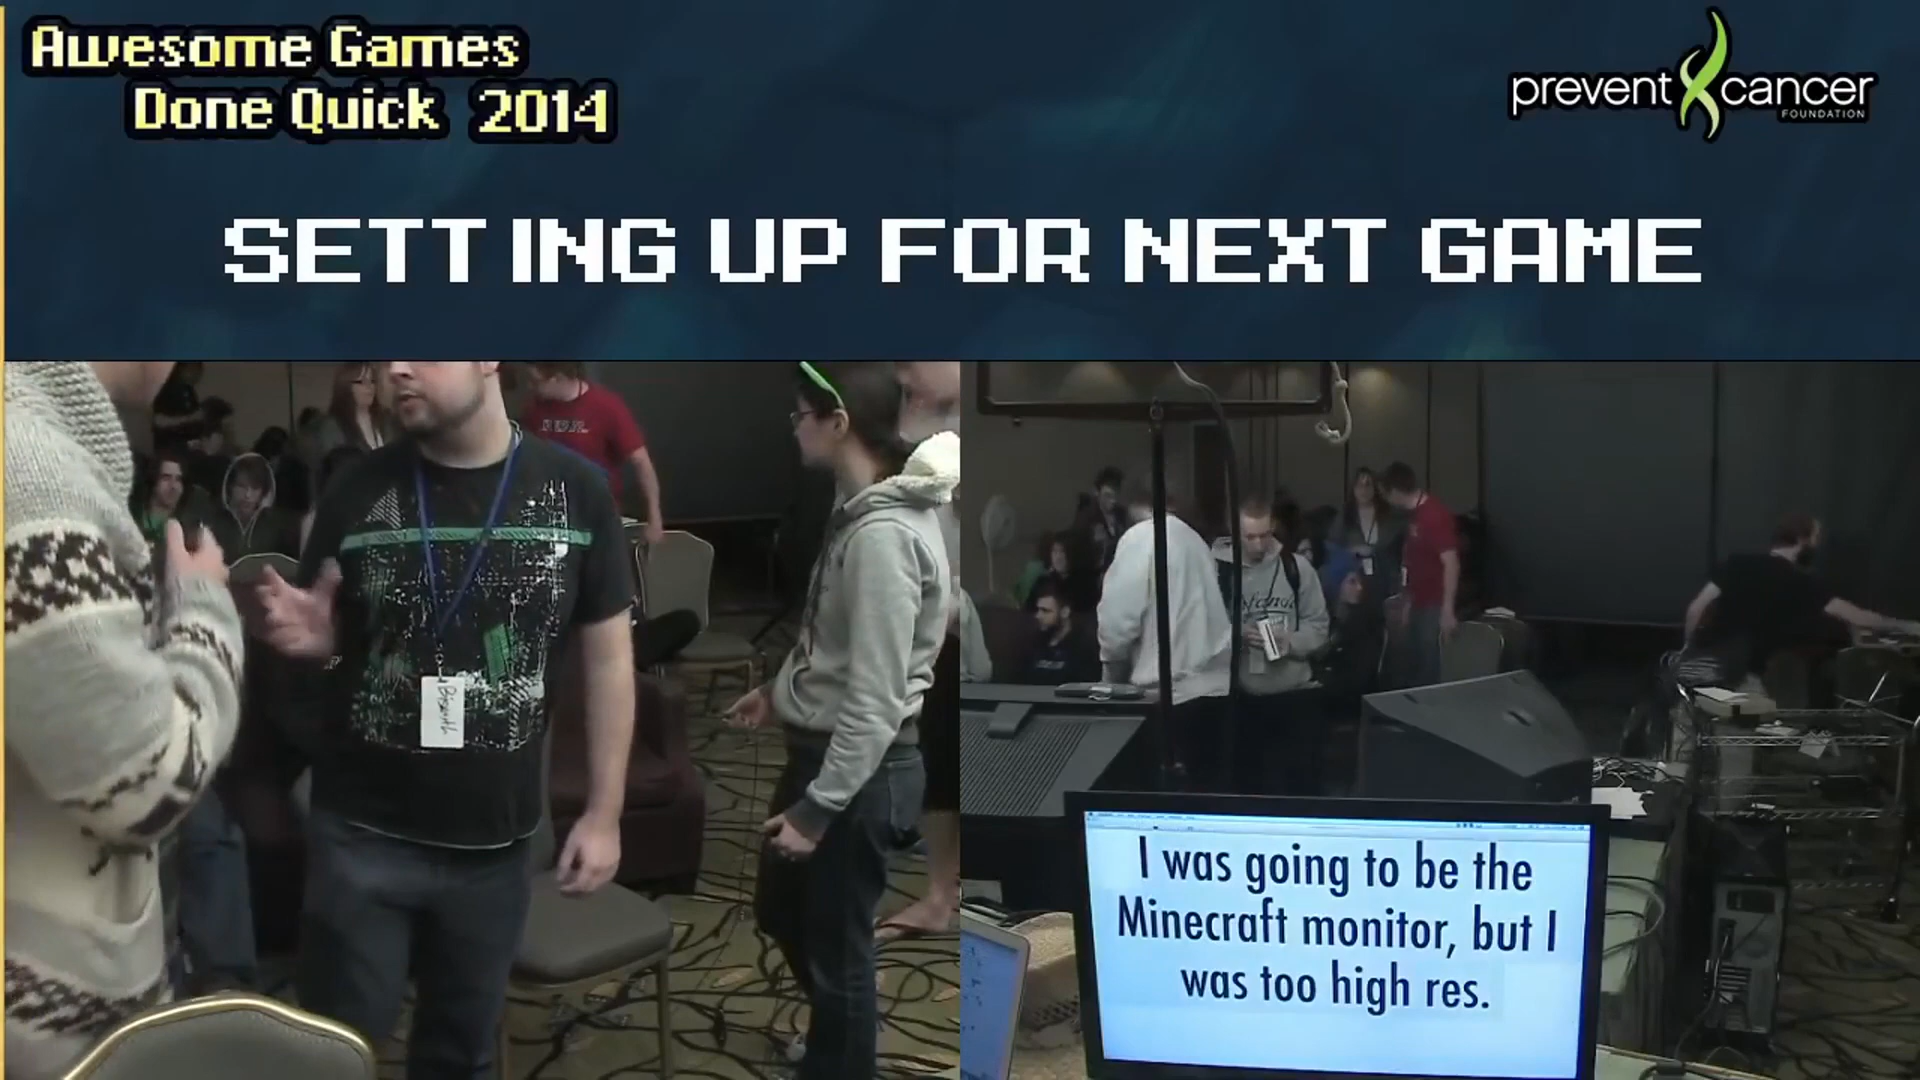 Awesome Games
Done Quick 2014
prevent cancer
FOUNDATION
SETTING UP FOR NEXT GAME
I was going to be the
Minecraft monitor, but I
was too high res.